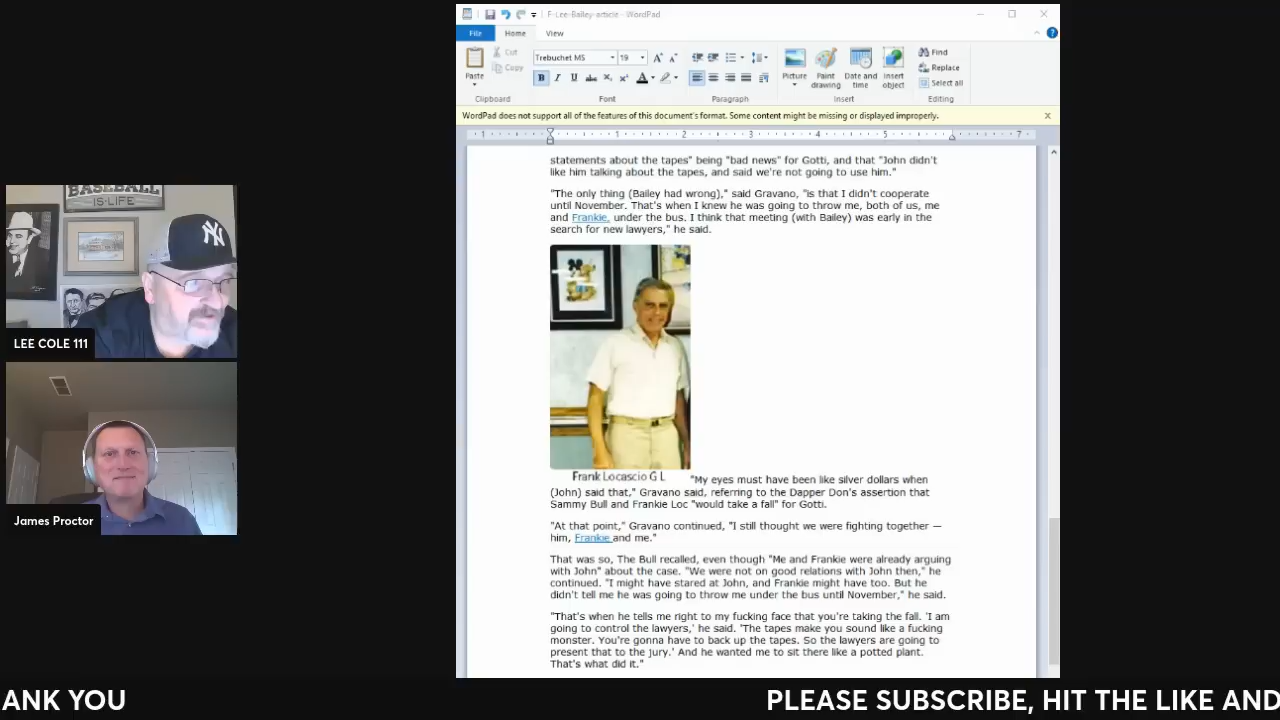 F-Lee-Bailey-article - WordPad
File Home View
Cut
Copy
Paste
Clipboard
Trebuchet MS 19
Font
Paragraph
Picture
Paint drawing
Date and time
Insert object
Insert
Find
Replace
Select all
Editing
WordPad does not support all of the features of this document's format. Some content might be missing or displayed improperly.
1 1 2 3 4 5 7
statements about the tapes" being "bad news" for Gotti, and that "John didn't
like him talking about the tapes, and said we're not going to use him."
"The only thing (Bailey had wrong)," said Gravano, "is that I didn't cooperate
until November. That's when I knew he was going to throw me, both of us, me
and Frankie, under the bus. I think that meeting (with Bailey) was early in the
search for new lawyers," he said.
Frank Locascio G L
"My eyes must have been like silver dollars when
(John) said that," Gravano said, referring to the Dapper Don's assertion that
Sammy Bull and Frankie Loc "would take a fall" for Gotti.
"At that point," Gravano continued, "I still thought we were fighting together —
him, Frankie and me."
That was so, The Bull recalled, even though "Me and Frankie were already arguing
with John" about the case. "We were not on good relations with John then," he
continued. "I might have stared at John, and Frankie might have too. But he
didn't tell me he was going to throw me under the bus until November," he said.
"That's when he tells me right to my fucking face that you're taking the fall. 'I am
going to control the lawyers,' he said. 'The tapes make you sound like a fucking
monster. You're gonna have to back up the tapes. So the lawyers are going to
present that to the jury.' And he wanted me to sit there like a potted plant.
That's what did it."
BASEBALL
IS·LIFE
NY
LEE COLE 111
James Proctor
ANK YOU
PLEASE SUBSCRIBE, HIT THE LIKE AND